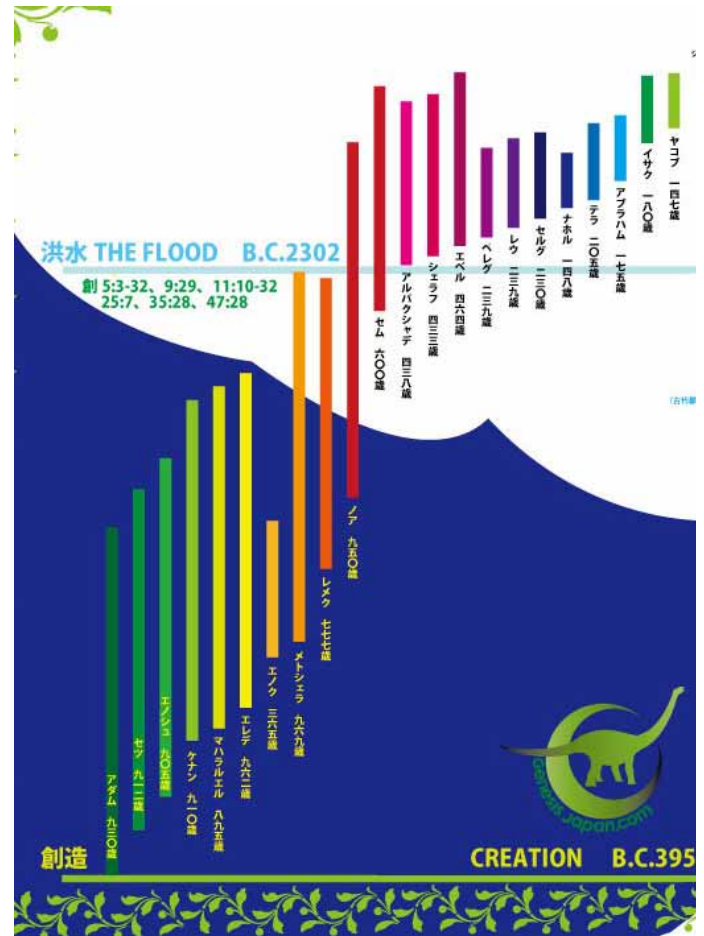 洪水 THE FLOOD B.C.2302
創 5:3-32、9:29、11:10-32
25:7、35:28、47:28
アダム 九三〇歳
セツ 九一二歳
エノシュ 九〇五歳
ケナン 九一〇歳
マハラルエル 八九五歳
エレデ 九六二歳
エノク 三六五歳
メトシェラ 九六九歳
レメク 七七七歳
ノア 九五〇歳
セム 六〇〇歳
アルパクシャデ 四三八歳
シェラフ 四三三歳
エベル 四六四歳
ペレグ 二三九歳
レウ 二三九歳
セルグ 二三〇歳
ナホル 一四八歳
テラ 二〇五歳
アブラハム 一七五歳
イサク 一八〇歳
ヤコブ 一四七歳
Genesis Japan.com
創造
CREATION B.C.395